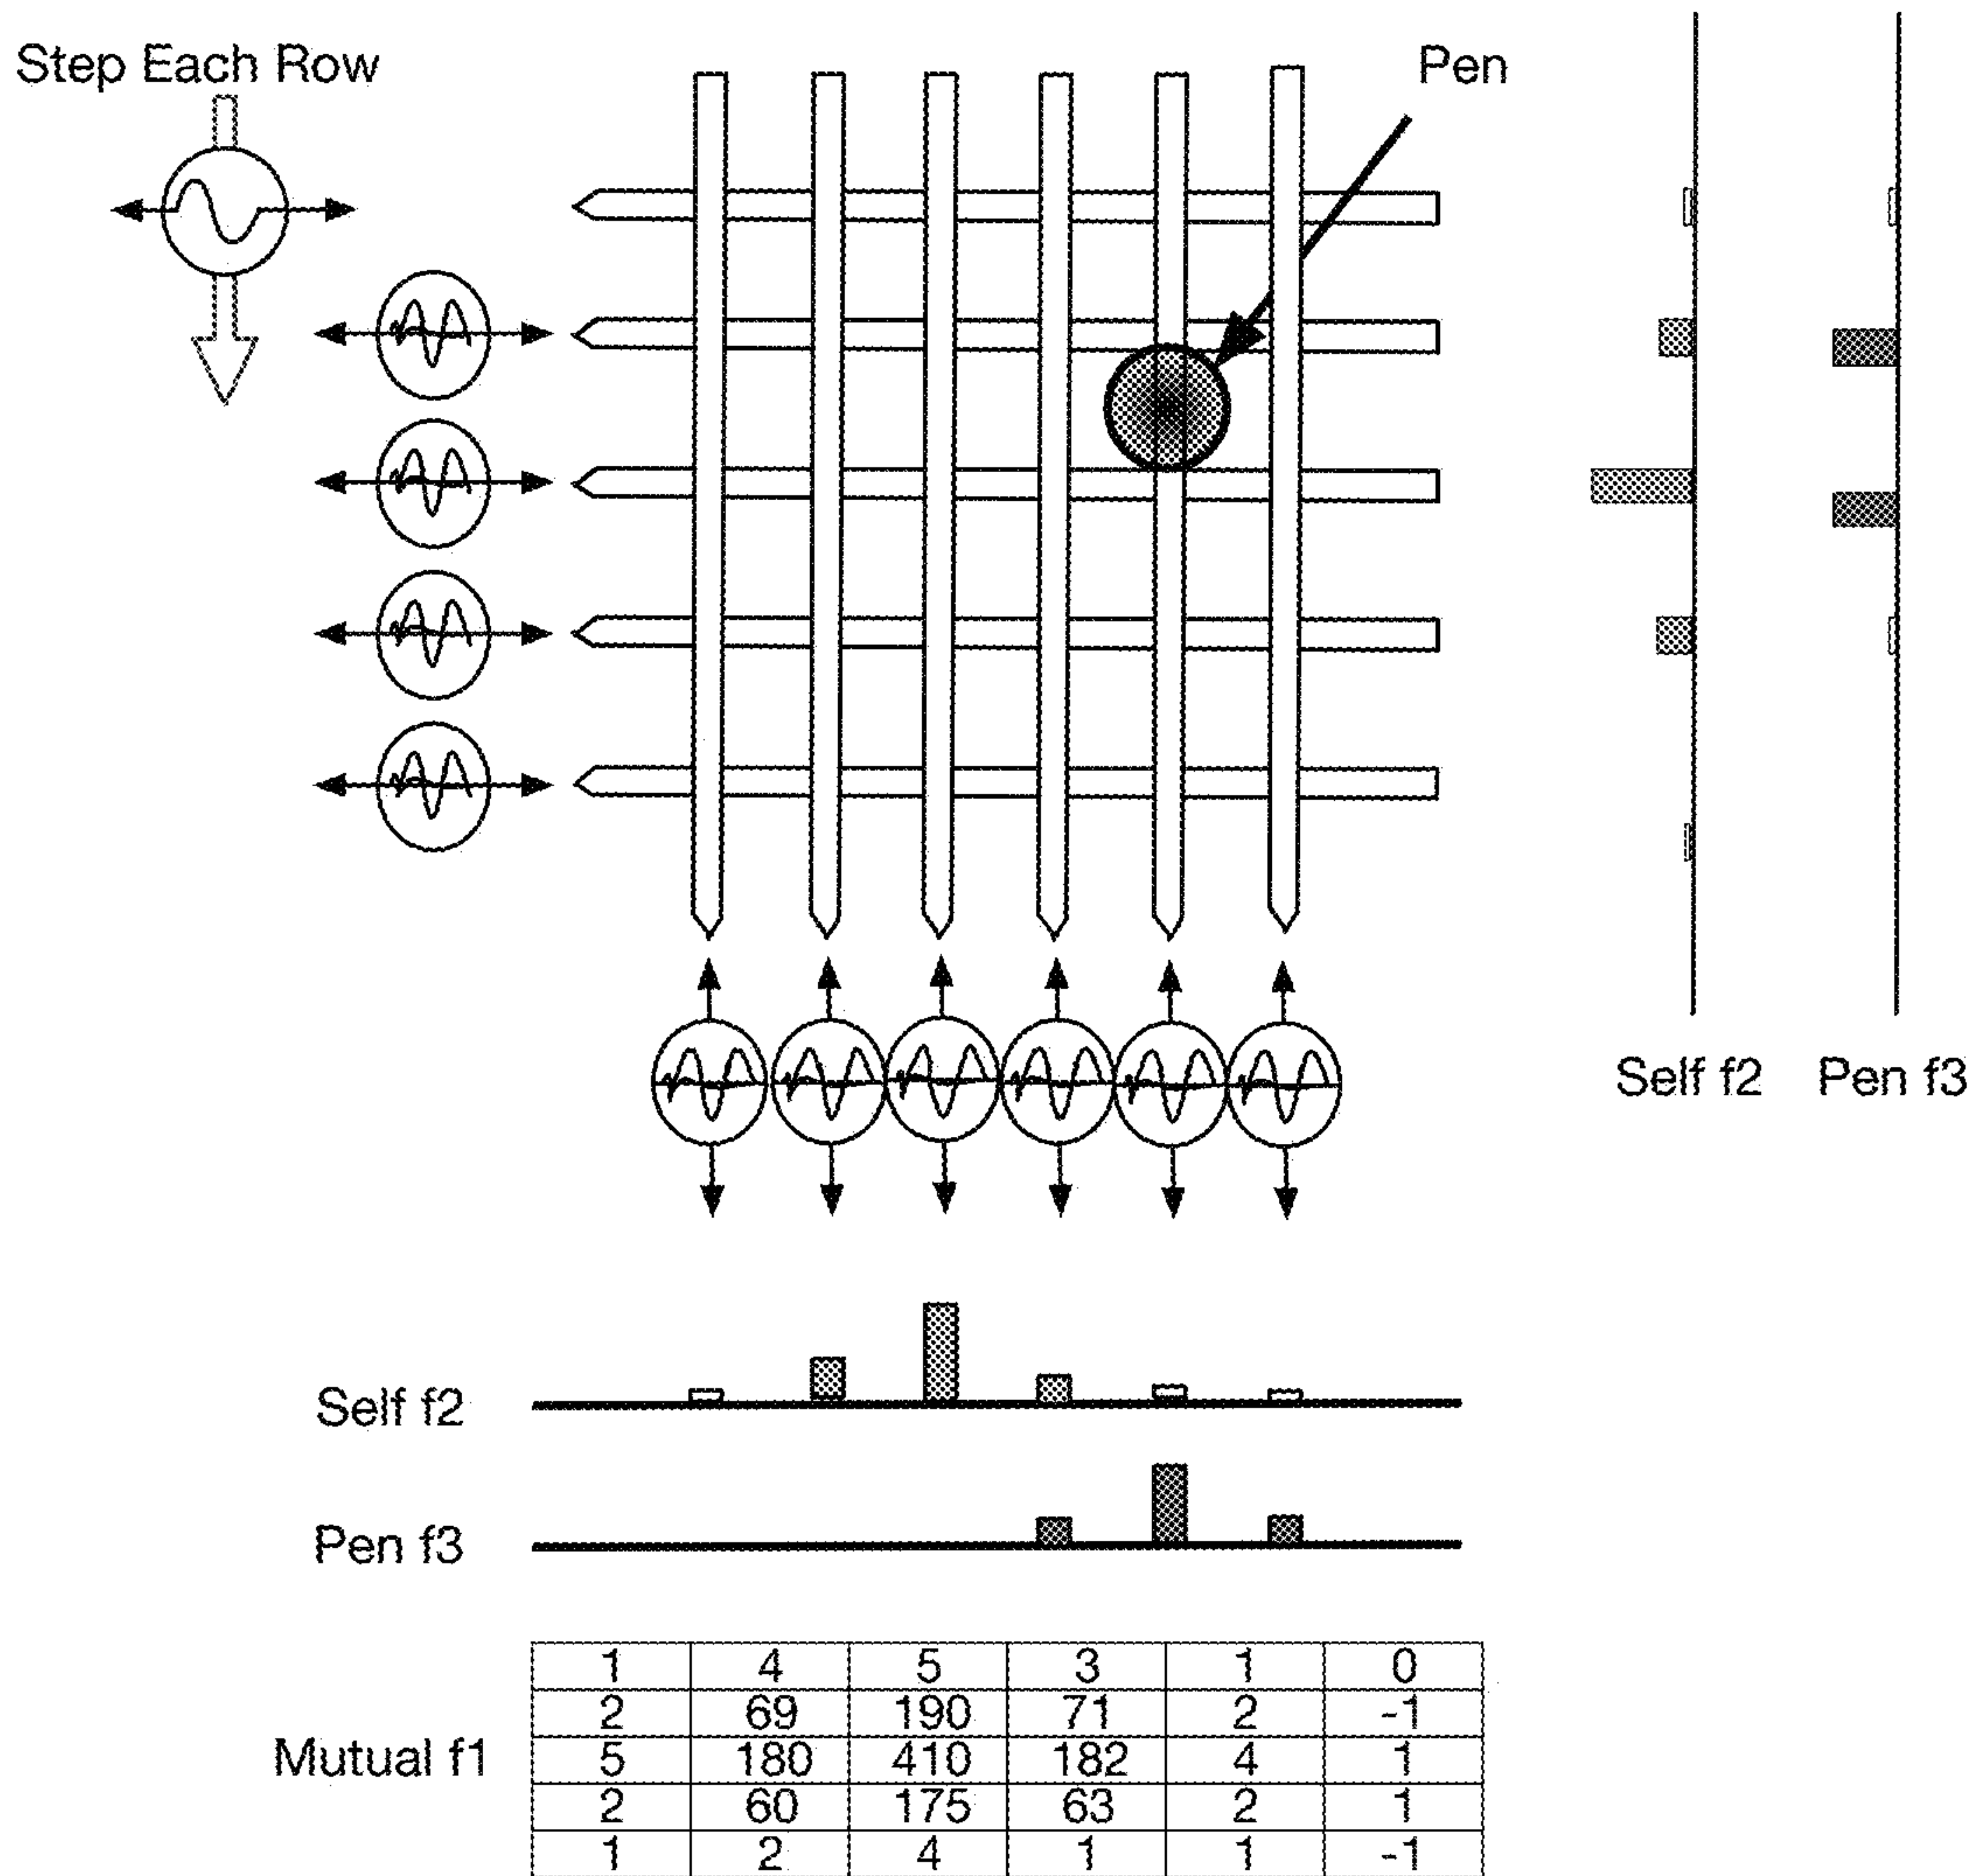 Step Each Row
Pen
Self f2 Pen f3
Self f2
Pen f3
Mutual f1
1 4 5 3 1 0
2 69 190 71 2 -1
5 180 410 182 4 1
2 60 175 63 2 1
1 2 4 1 1 -1